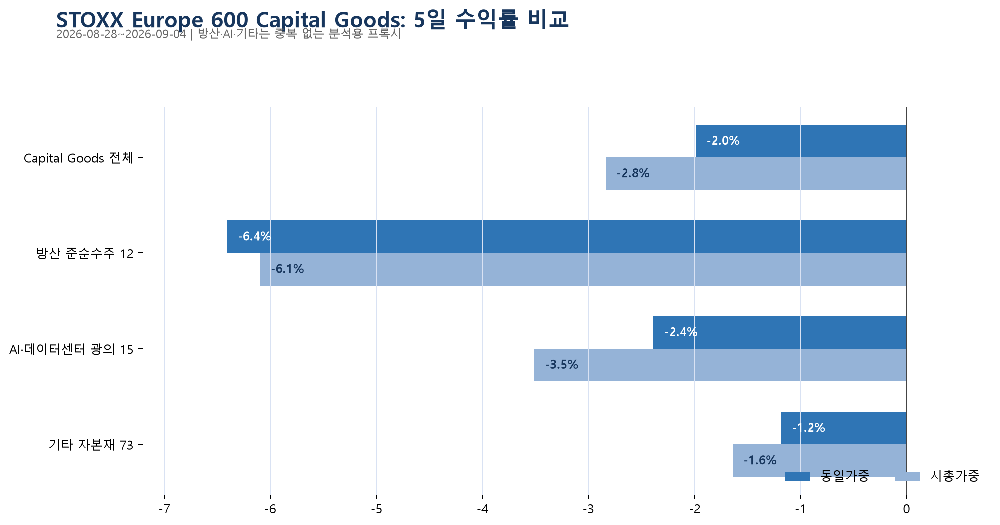 STOXX Europe 600 Capital Goods: 5일 수익률 비교
2026-08-28~2026-09-04 | 방산·AI·기타는 중복 없는 분석용 프록시
Capital Goods 전체
-2.0%
-2.8%
방산 준순수주 12
-6.4%
-6.1%
AI·데이터센터 광의 15
-2.4%
-3.5%
기타 자본재 73
-1.2%
-1.6%
동일가중 시총가중
-7 -6 -5 -4 -3 -2 -1 0